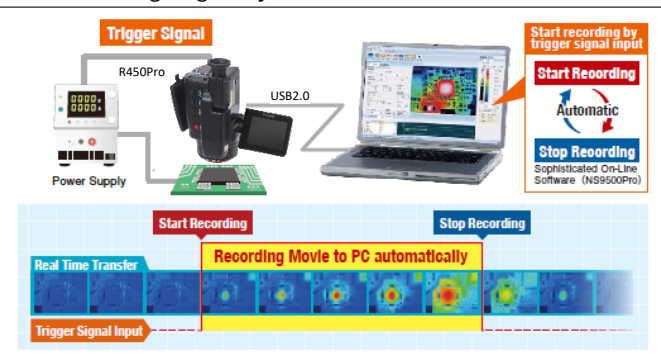 Trigger Signal
R450Pro
USB2.0
Power Supply
Start recording by
trigger signal input
Start Reording
Automatic
Stop Reording
Sophisticated On-Line
Software (NS9500Pro)
Start Recording
Stop Recording
Recording Movie to PC automatically
Real Time Transfer
Trigger Signal Input